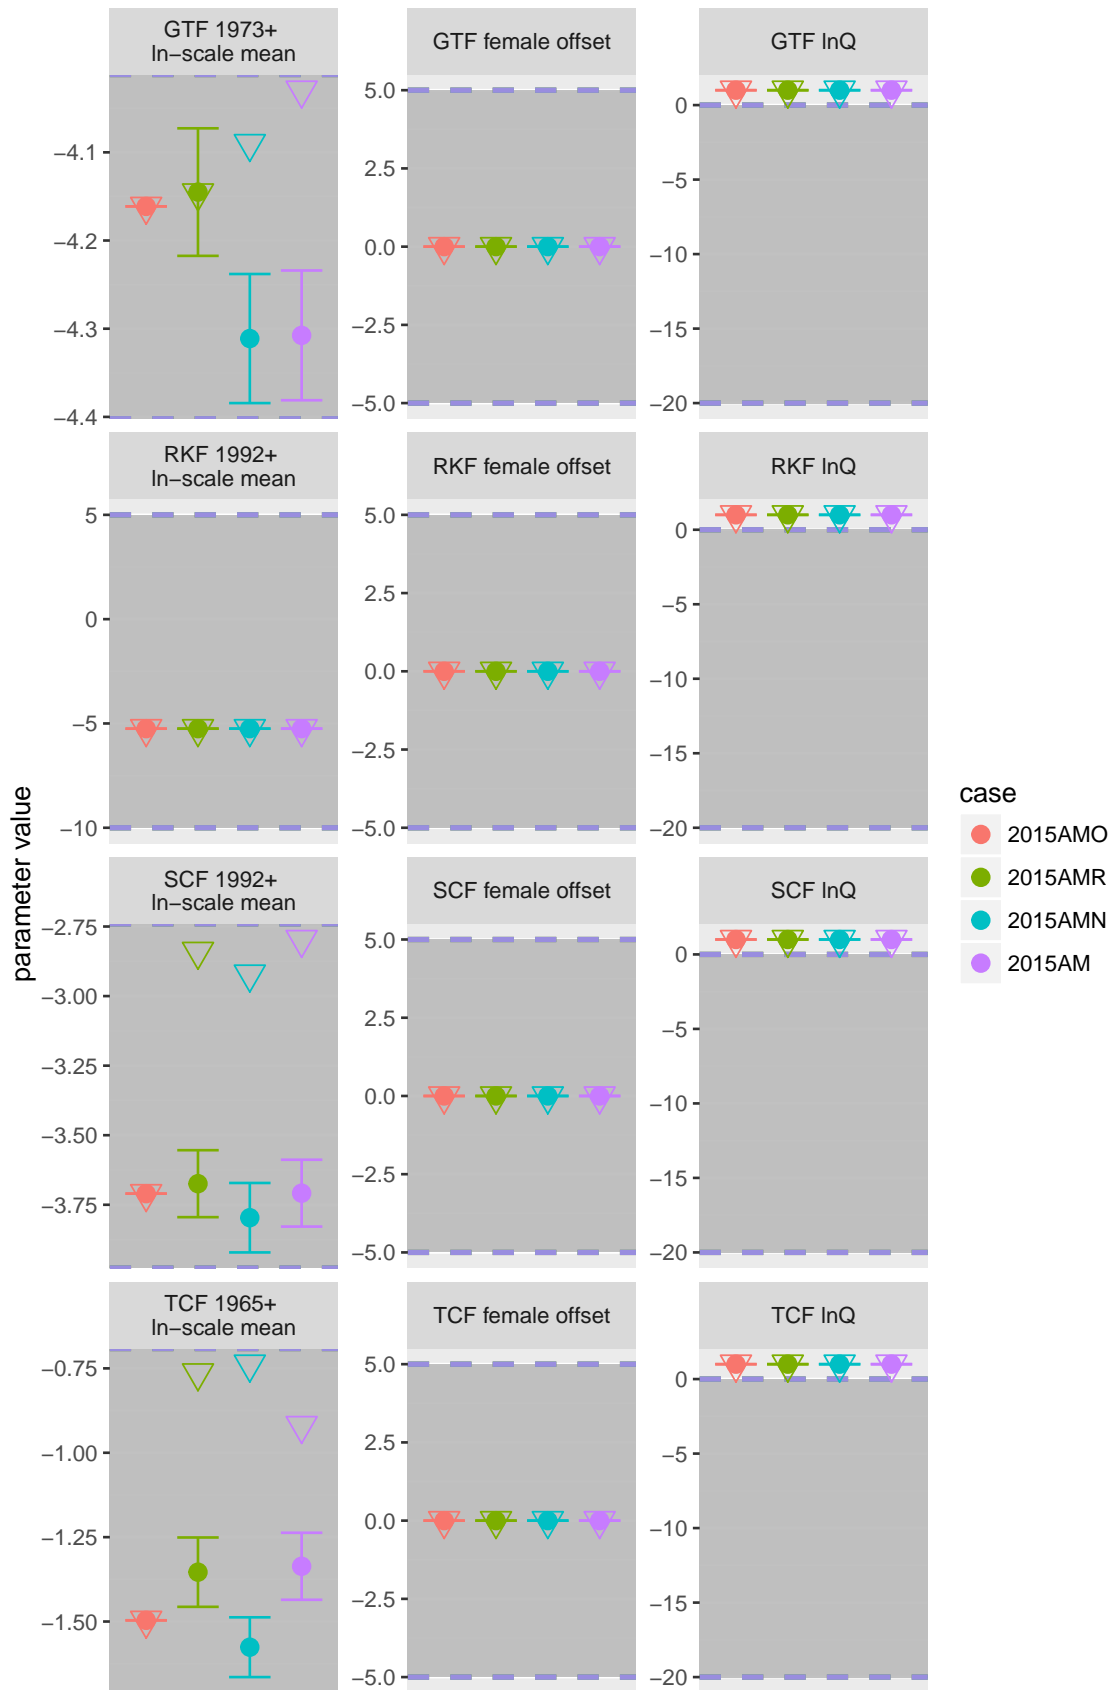 GTF 1973+
ln−scale mean
GTF female offset
GTF lnQ
−4.1
−4.2
−4.3
−4.4
5.0
2.5
0.0
−2.5
−5.0
0
−5
−10
−15
−20
RKF 1992+
ln−scale mean
RKF female offset
RKF lnQ
5
0
−5
−10
5.0
2.5
0.0
−2.5
−5.0
0
−5
−10
−15
−20
SCF 1992+
ln−scale mean
SCF female offset
SCF lnQ
−2.75
−3.00
−3.25
−3.50
−3.75
5.0
2.5
0.0
−2.5
−5.0
0
−5
−10
−15
−20
TCF 1965+
ln−scale mean
TCF female offset
TCF lnQ
−0.75
−1.00
−1.25
−1.50
5.0
2.5
0.0
−2.5
−5.0
0
−5
−10
−15
−20
parameter value
case
2015AMO
2015AMR
2015AMN
2015AM